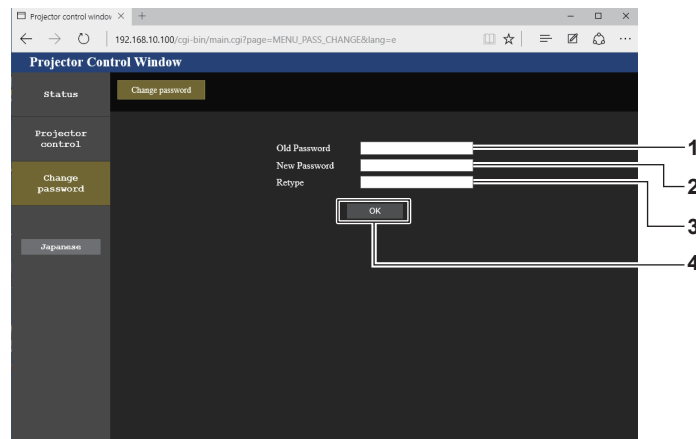 Projector control windov
192.168.10.100/cgi-bin/main.cgi?page=MENU_PASS_CHANGE&lang=e
Projector Control Window
Status
Change password
Projector
control
Change
password
Japanese
Old Password
New Password
Retype
OK
1
2
3
4